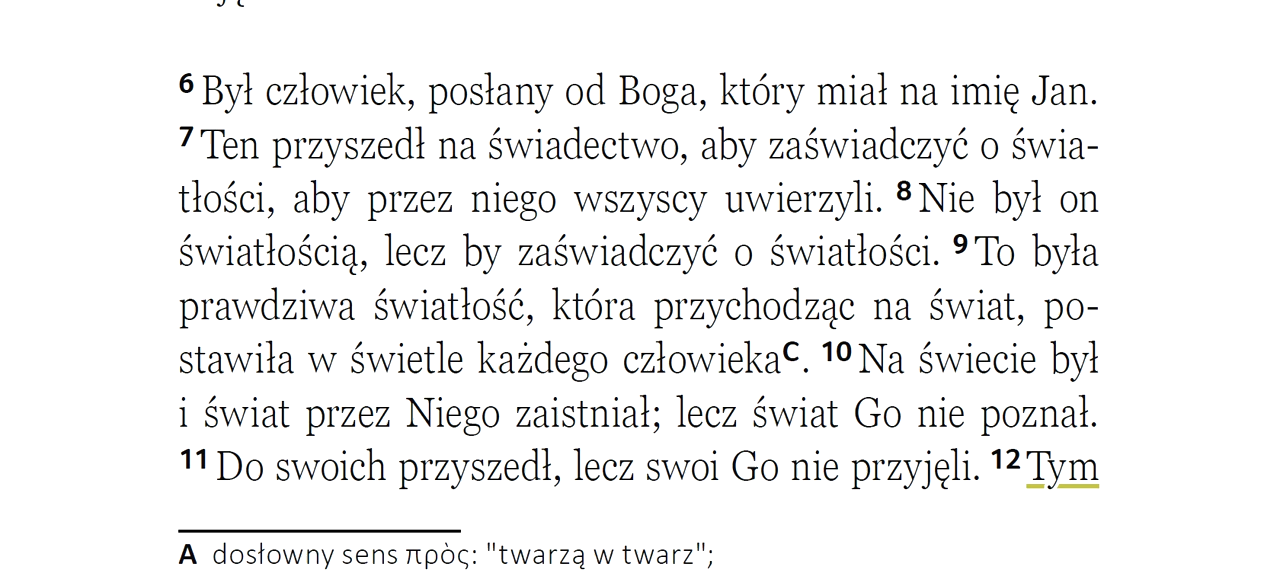 6 Był człowiek, posłany od Boga, który miał na imię Jan.
7 Ten przyszedł na świadectwo, aby zaświadczyć o świa-
tłości, aby przez niego wszyscy uwierzyli. 8 Nie był on
światłością, lecz by zaświadczyć o światłości. 9 To była
prawdziwa światłość, która przychodząc na świat, po-
stawiła w świetle każdego człowiekaC. 10 Na świecie był
i świat przez Niego zaistniał; lecz świat Go nie poznał.
11 Do swoich przyszedł, lecz swoi Go nie przyjęli. 12 Tym
A dosłowny sens πρὸς: "twarzą w twarz";